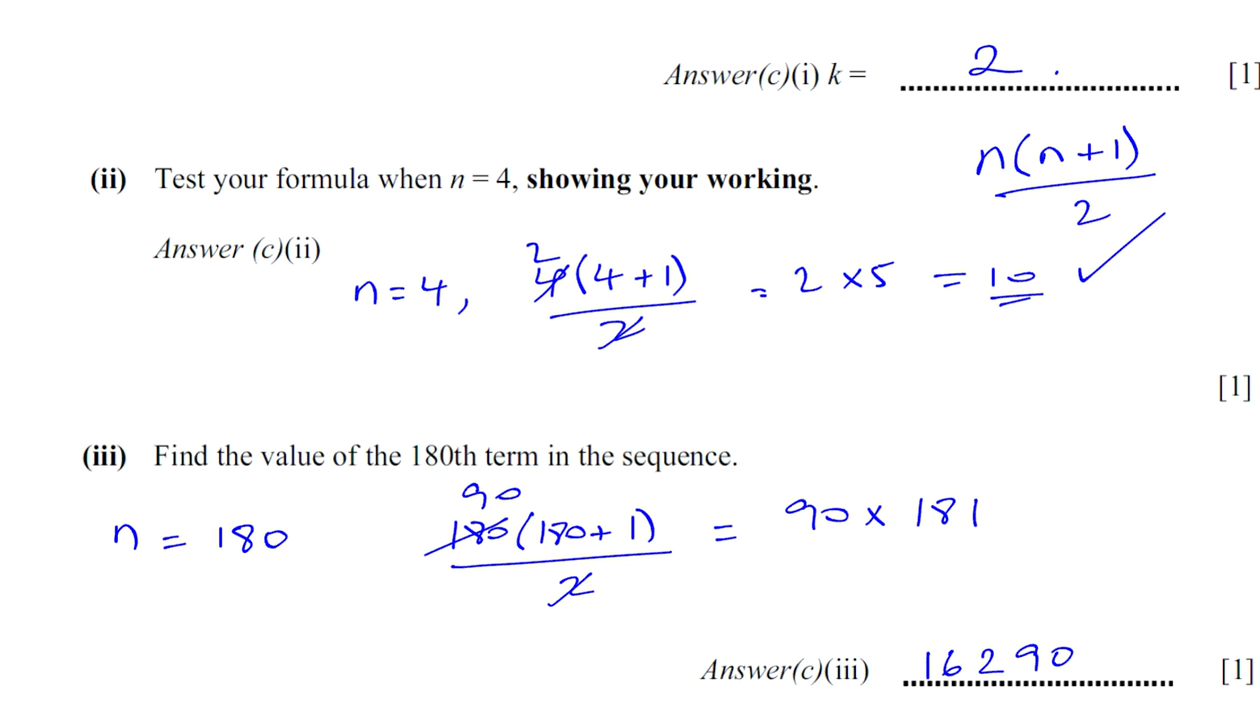 Answer(c)(i) k = 2 . [1]
n(n+1)/2
(ii) Test your formula when n = 4, showing your working.
Answer (c)(ii)
n = 4, 2 4(4+1)/2 = 2 × 5 = 10 ✓
[1]
(iii) Find the value of the 180th term in the sequence.
n = 180 90 180(180+1)/2 = 90 × 181
Answer(c)(iii) 16290 [1]